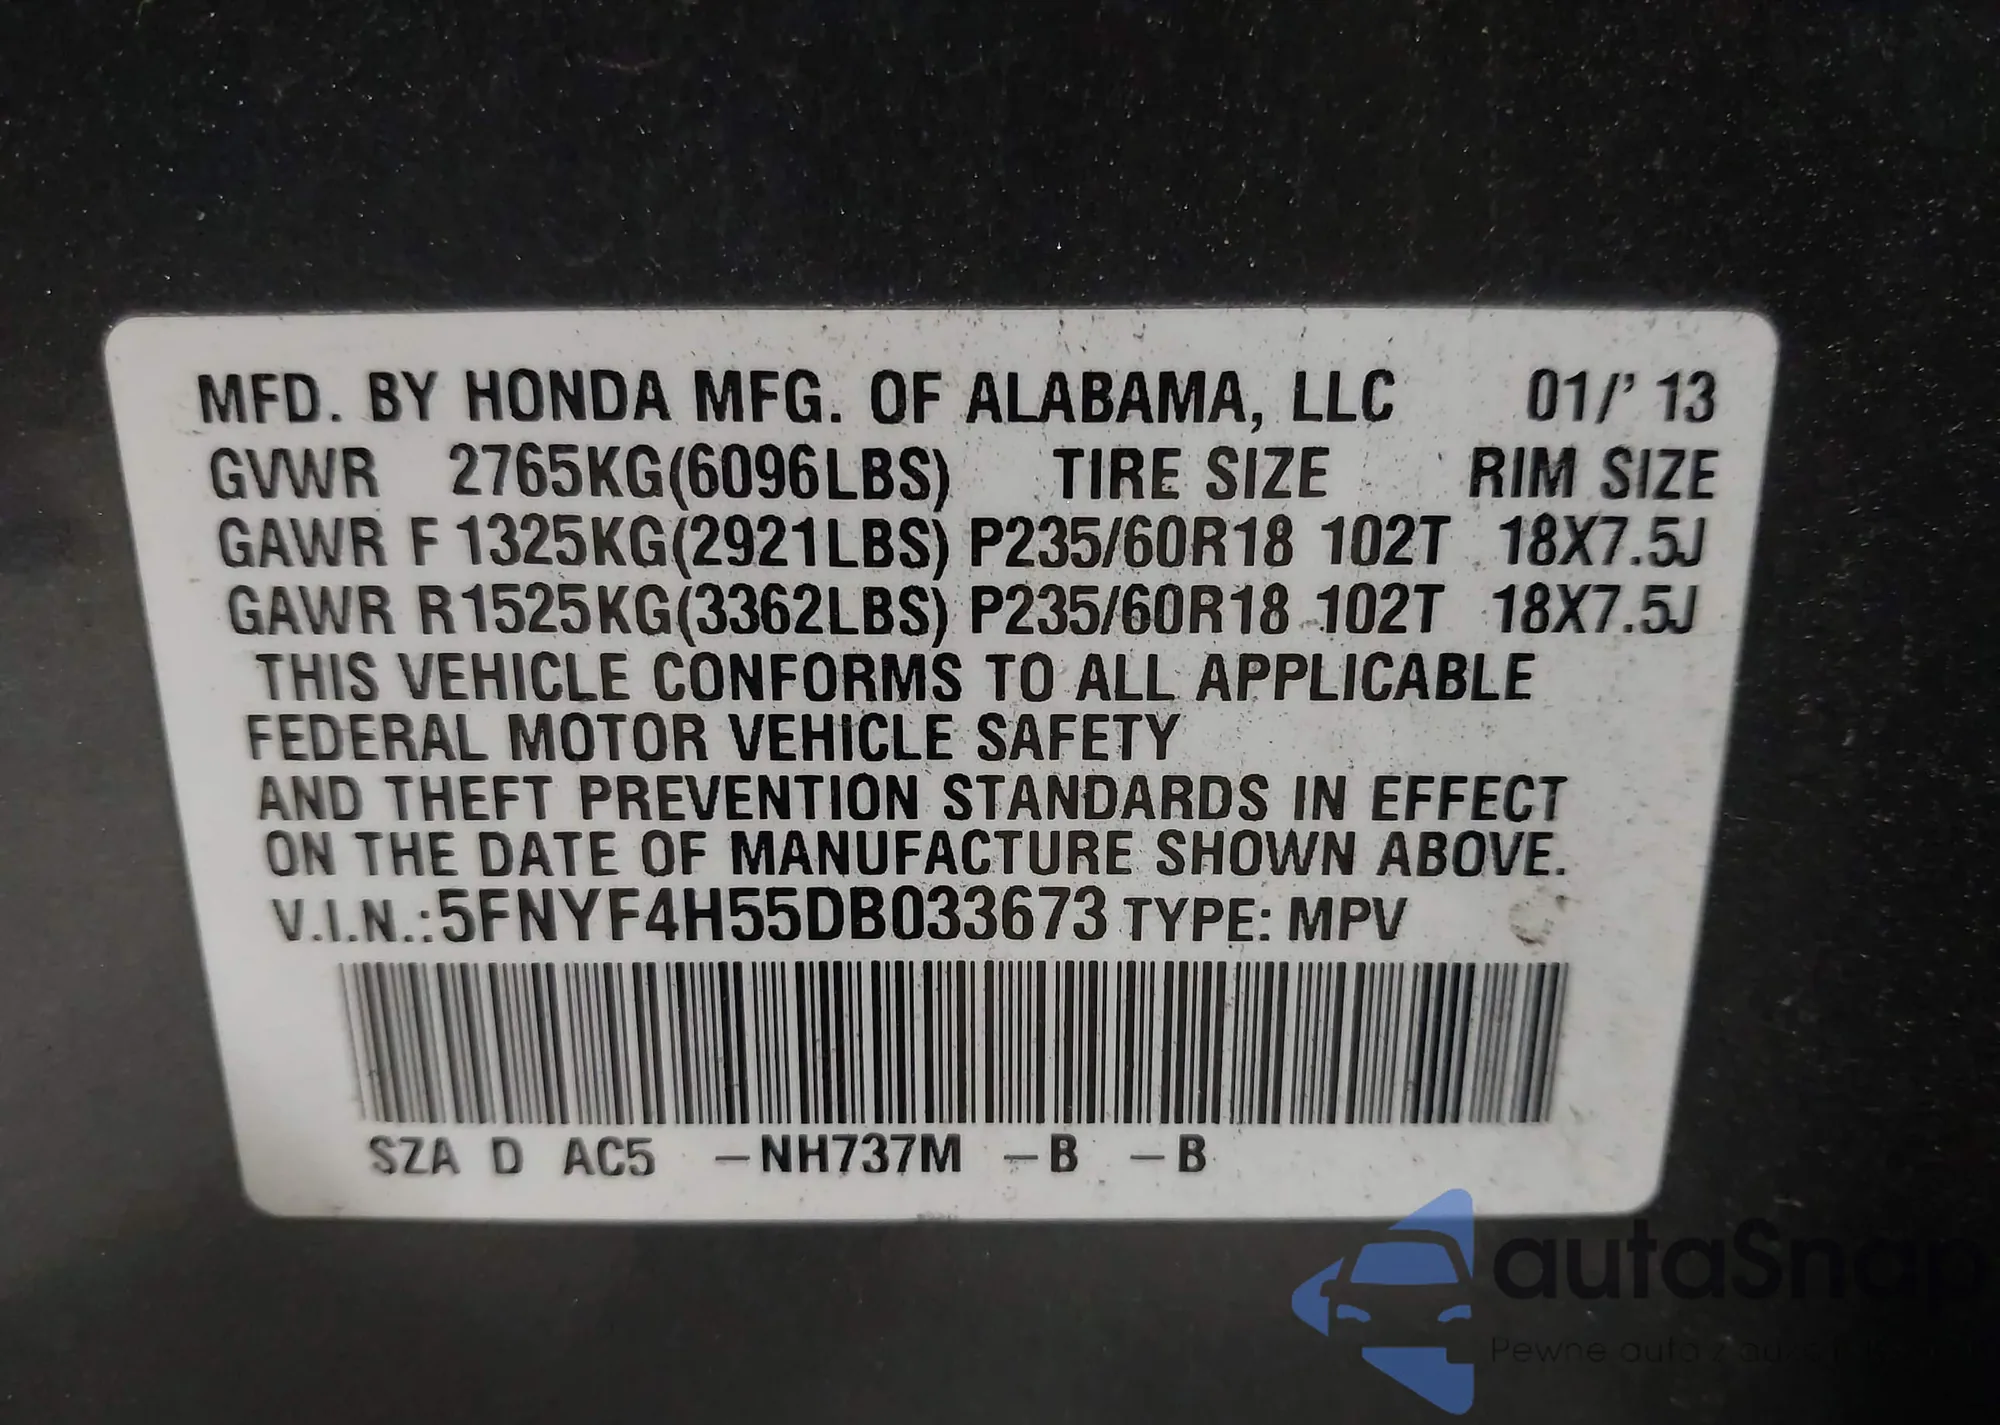 MFD. BY HONDA MFG. OF ALABAMA, LLC 01/'13
GVWR 2765KG(6096LBS) TIRE SIZE RIM SIZE
GAWR F 1325KG(2921LBS) P235/60R18 102T 18X7.5J
GAWR R1525KG(3362LBS) P235/60R18 102T 18X7.5J
THIS VEHICLE CONFORMS TO ALL APPLICABLE
FEDERAL MOTOR VEHICLE SAFETY
AND THEFT PREVENTION STANDARDS IN EFFECT
ON THE DATE OF MANUFACTURE SHOWN ABOVE.
V.I.N.:5FNYF4H55DB033673 TYPE: MPV
SZA D AC5 –NH737M –B –B
autaSnap
Pewne auta z